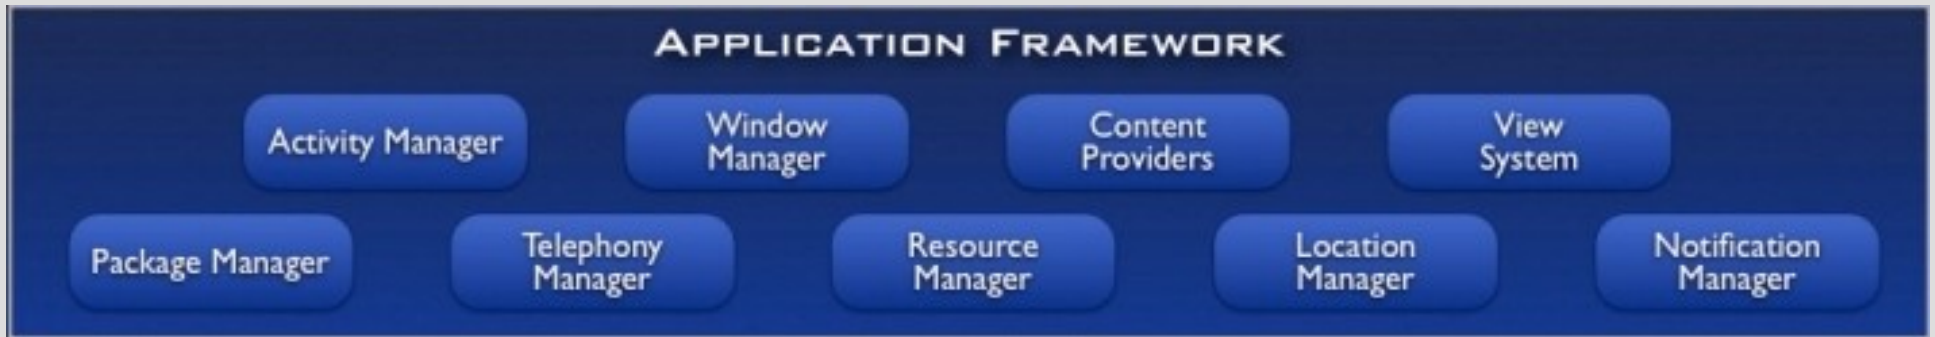 APPLICATION FRAMEWORK
Activity Manager
Window
Manager
Content
Providers
View
System
Package Manager
Telephony
Manager
Resource
Manager
Location
Manager
Notification
Manager